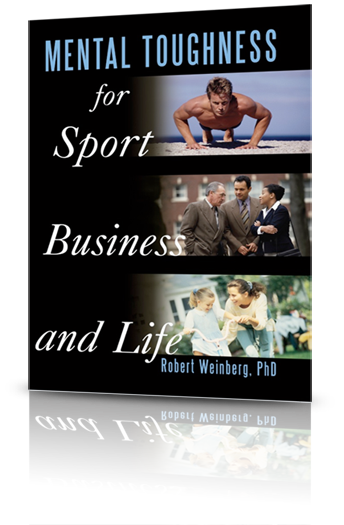 MENTAL TOUGHNESS
for
Sport
Business
and Life
Robert Weinberg, PhD